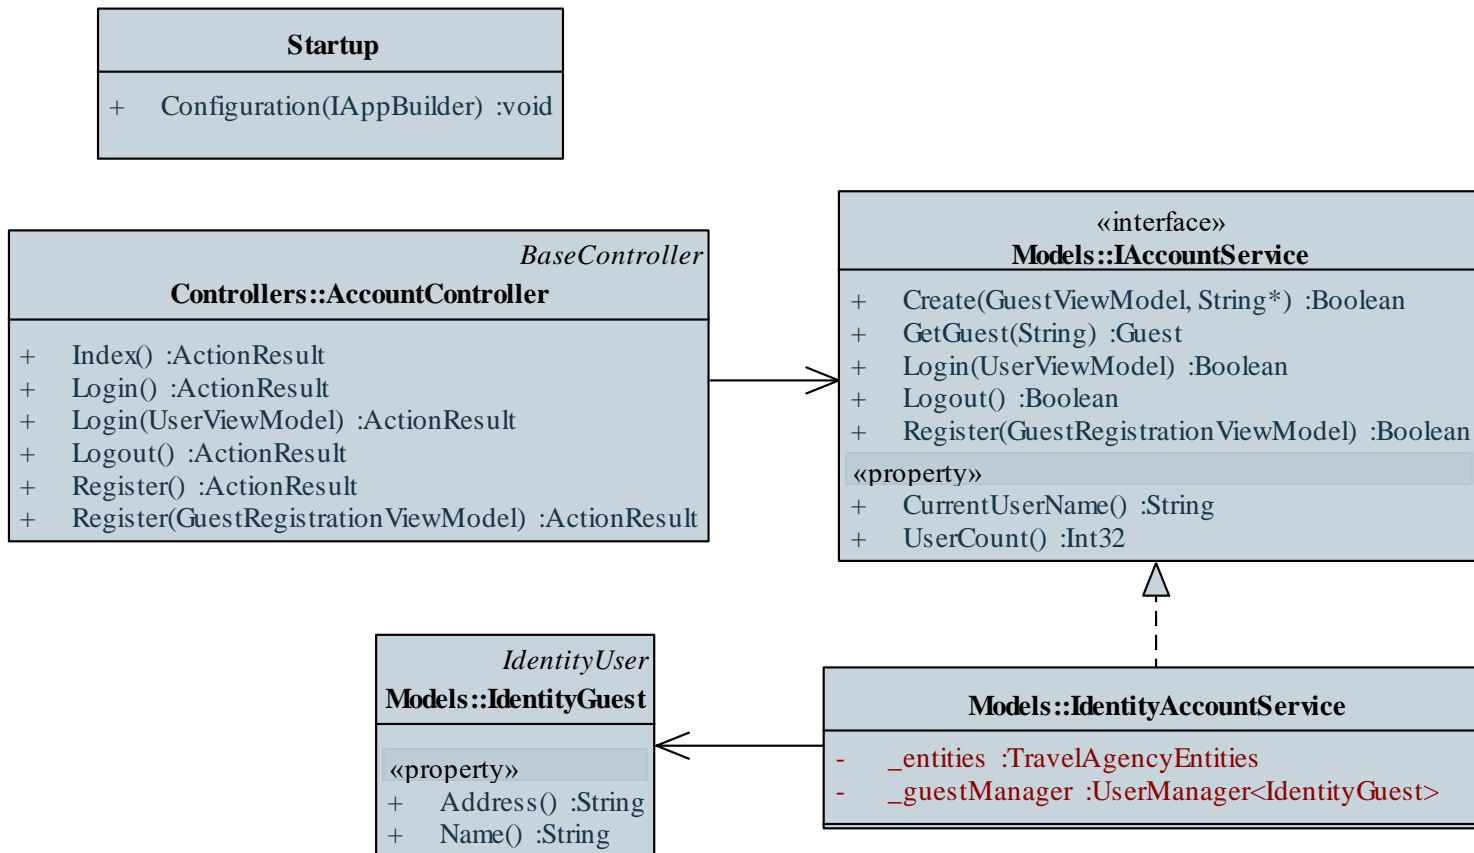 Startup
+ Configuration(IAppBuilder) :void
BaseController
Controllers::AccountController
+ Index() :ActionResult
+ Login() :ActionResult
+ Login(UserViewModel) :ActionResult
+ Logout() :ActionResult
+ Register() :ActionResult
+ Register(GuestRegistrationViewModel) :ActionResult
«interface»
Models::IAccountService
+ Create(GuestViewModel, String*) :Boolean
+ GetGuest(String) :Guest
+ Login(UserViewModel) :Boolean
+ Logout() :Boolean
+ Register(GuestRegistrationViewModel) :Boolean
«property»
+ CurrentUserName() :String
+ UserCount() :Int32
IdentityUser
Models::IdentityGuest
«property»
+ Address() :String
+ Name() :String
Models::IdentityAccountService
- _entities :TravelAgencyEntities
- _guestManager :UserManager<IdentityGuest>